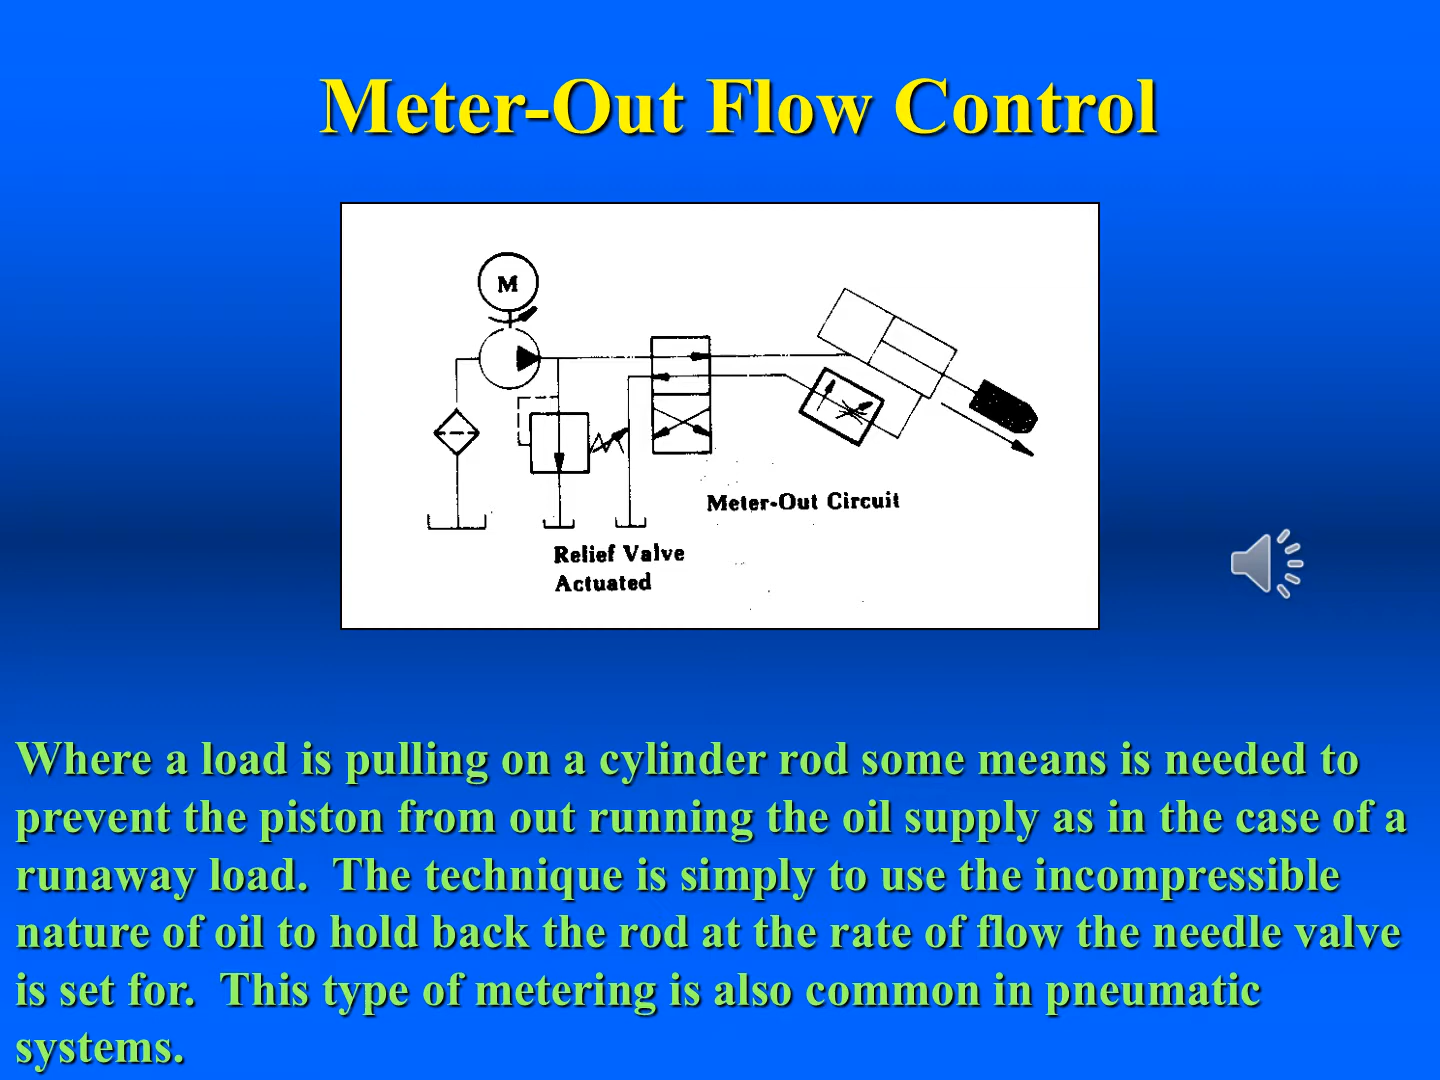 Meter-Out Flow Control
M
Meter-Out Circuit
Relief Valve
Actuated
Where a load is pulling on a cylinder rod some means is needed to
prevent the piston from out running the oil supply as in the case of a
runaway load.  The technique is simply to use the incompressible
nature of oil to hold back the rod at the rate of flow the needle valve
is set for.  This type of metering is also common in pneumatic
systems.